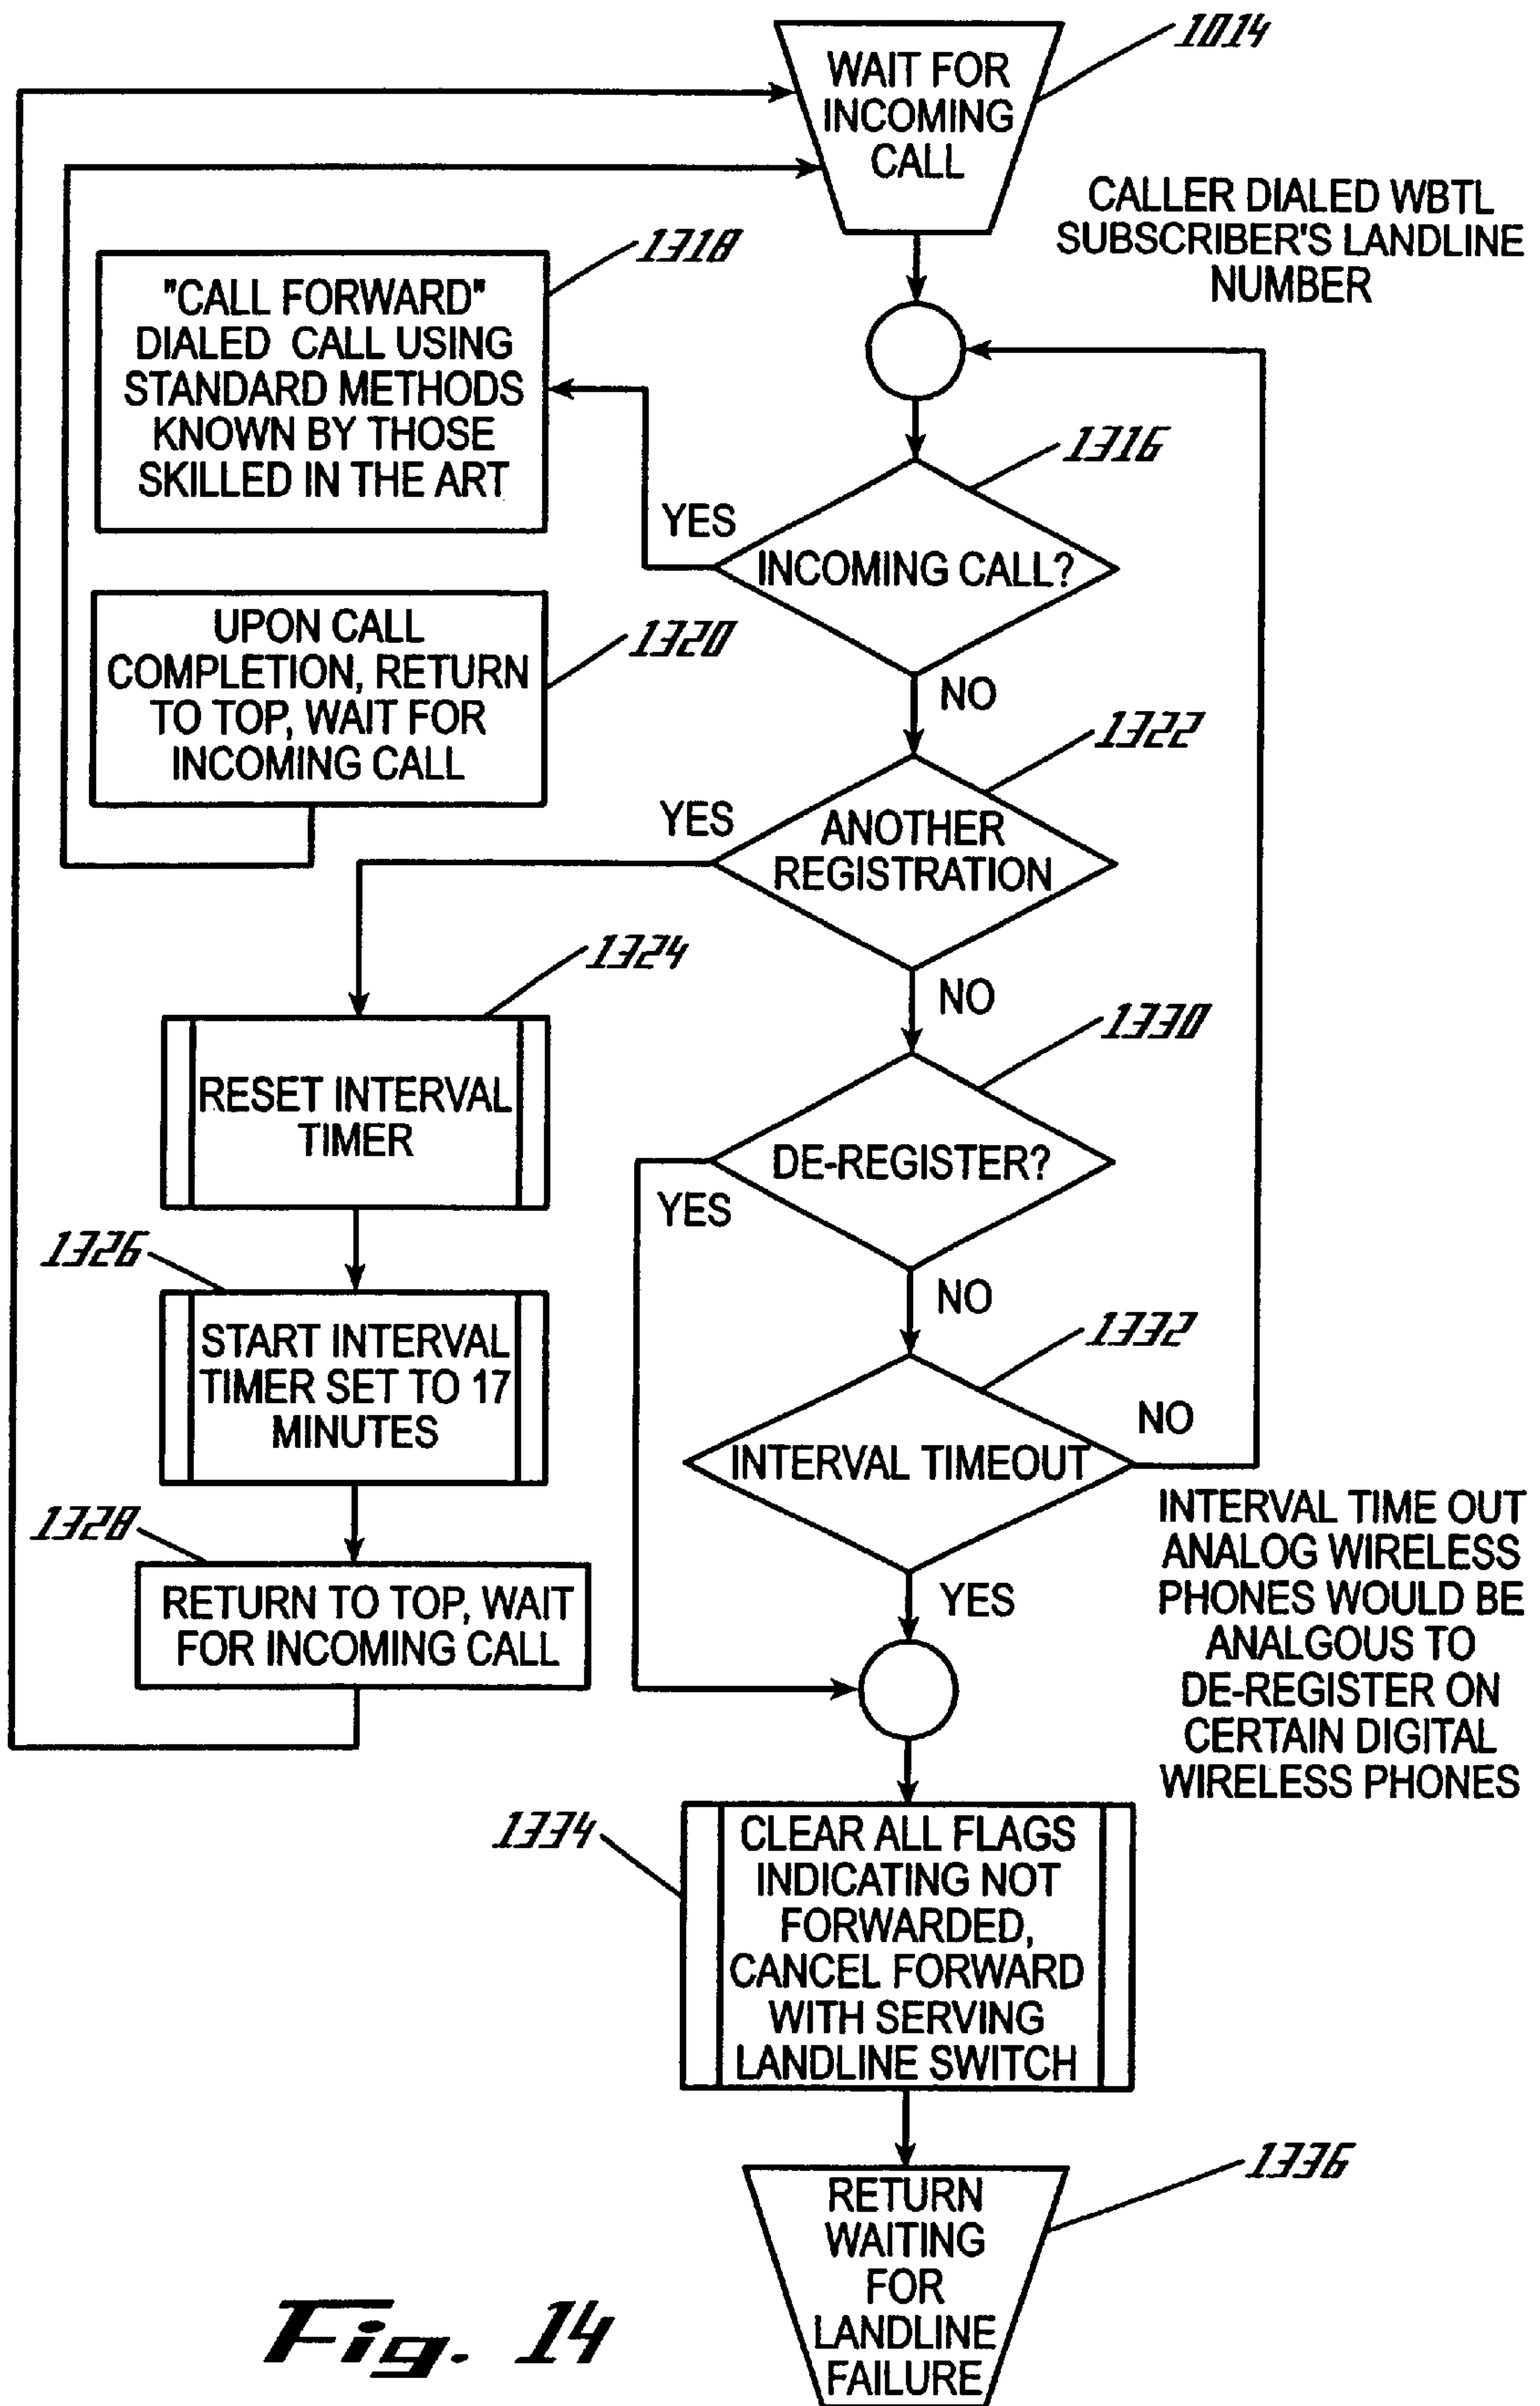 1014
WAIT FOR
INCOMING
CALL
CALLER DIALED WBTL
SUBSCRIBER'S LANDLINE
NUMBER
1318
"CALL FORWARD"
DIALED CALL USING
STANDARD METHODS
KNOWN BY THOSE
SKILLED IN THE ART
1316
YES
INCOMING CALL?
NO
1320
UPON CALL
COMPLETION, RETURN
TO TOP, WAIT FOR
INCOMING CALL
1322
YES
ANOTHER
REGISTRATION
NO
1324
RESET INTERVAL
TIMER
1330
DE-REGISTER?
YES
NO
1326
START INTERVAL
TIMER SET TO 17
MINUTES
1332
INTERVAL TIMEOUT
NO
YES
1328
RETURN TO TOP, WAIT
FOR INCOMING CALL
INTERVAL TIME OUT
ANALOG WIRELESS
PHONES WOULD BE
ANALGOUS TO
DE-REGISTER ON
CERTAIN DIGITAL
WIRELESS PHONES
1334
CLEAR ALL FLAGS
INDICATING NOT
FORWARDED,
CANCEL FORWARD
WITH SERVING
LANDLINE SWITCH
1336
RETURN
WAITING
FOR
LANDLINE
FAILURE
Fig. 14